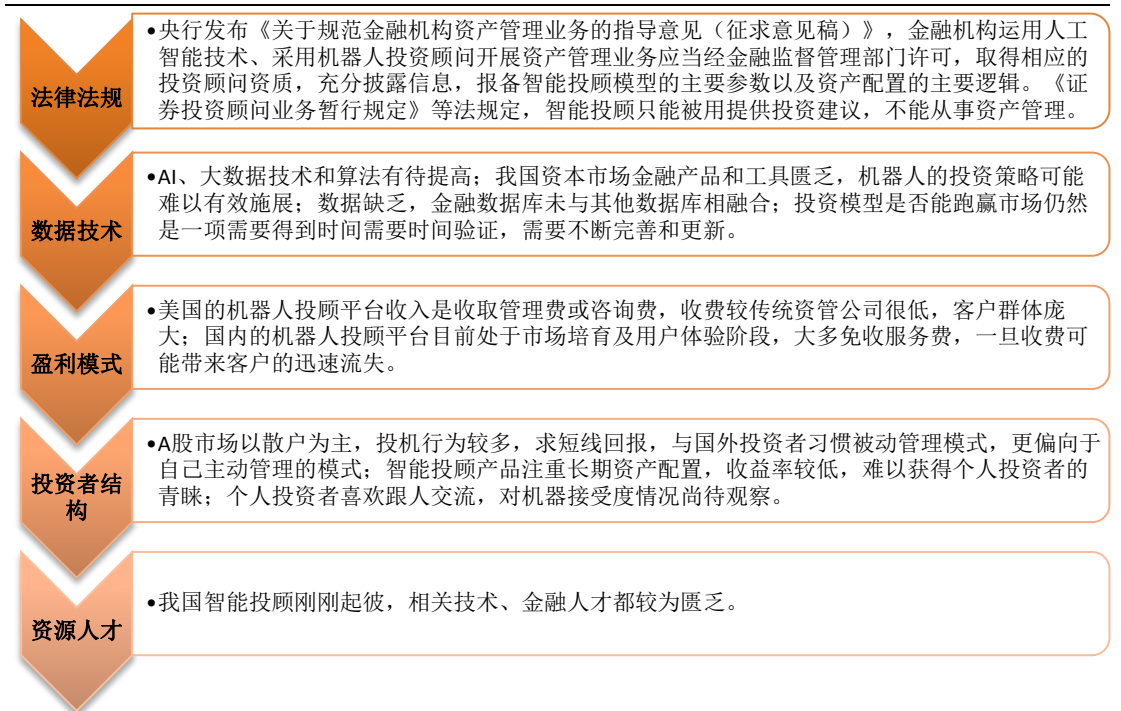 法律法规
•央行发布《关于规范金融机构资产管理业务的指导意见（征求意见稿）》，金融机构运用人工
智能技术、采用机器人投资顾问开展资产管理业务应当经金融监督管理部门许可，取得相应的
投资顾问资质，充分披露信息，报备智能投顾模型的主要参数以及资产配置的主要逻辑。《证
券投资顾问业务暂行规定》等法规定，智能投顾只能被用提供投资建议，不能从事资产管理。
数据技术
•AI、大数据技术和算法有待提高；我国资本市场金融产品和工具匮乏，机器人的投资策略可能
难以有效施展；数据缺乏，金融数据库未与其他数据库相融合；投资模型是否能跑赢市场仍然
是一项需要得到时间需要时间验证，需要不断完善和更新。
盈利模式
•美国的机器人投顾平台收入是收取管理费或咨询费，收费较传统资管公司很低，客户群体庞
大；国内的机器人投顾平台目前处于市场培育及用户体验阶段，大多免收服务费，一旦收费可
能带来客户的迅速流失。
投资者结
构
•A股市场以散户为主，投机行为较多，求短线回报，与国外投资者习惯被动管理模式，更偏向于
自己主动管理的模式；智能投顾产品注重长期资产配置，收益率较低，难以获得个人投资者的
青睐；个人投资者喜欢跟人交流，对机器接受度情况尚待观察。
资源人才
•我国智能投顾刚刚起彼，相关技术、金融人才都较为匮乏。